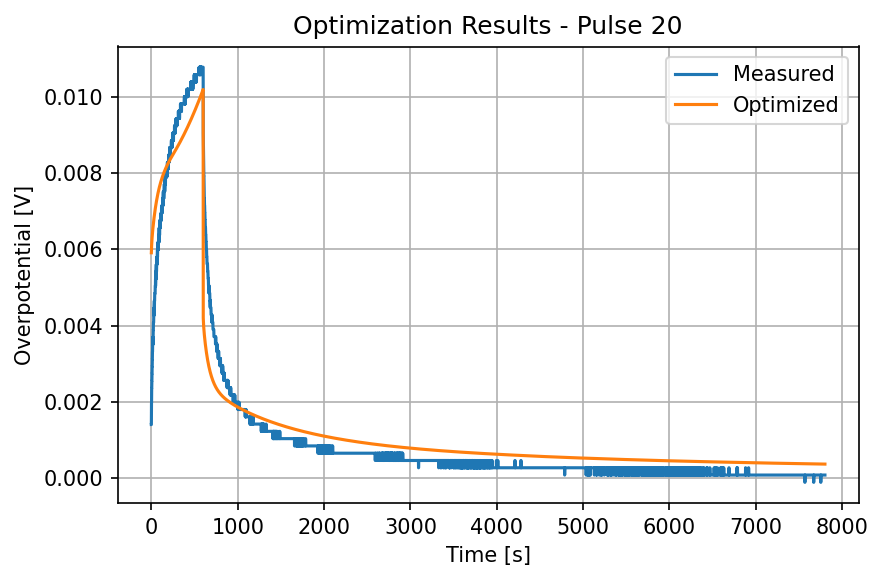 Optimization Results - Pulse 20
Measured
Optimized
Overpotential [V]
0.010
0.008
0.006
0.004
0.002
0.000
0 1000 2000 3000 4000 5000 6000 7000 8000
Time [s]